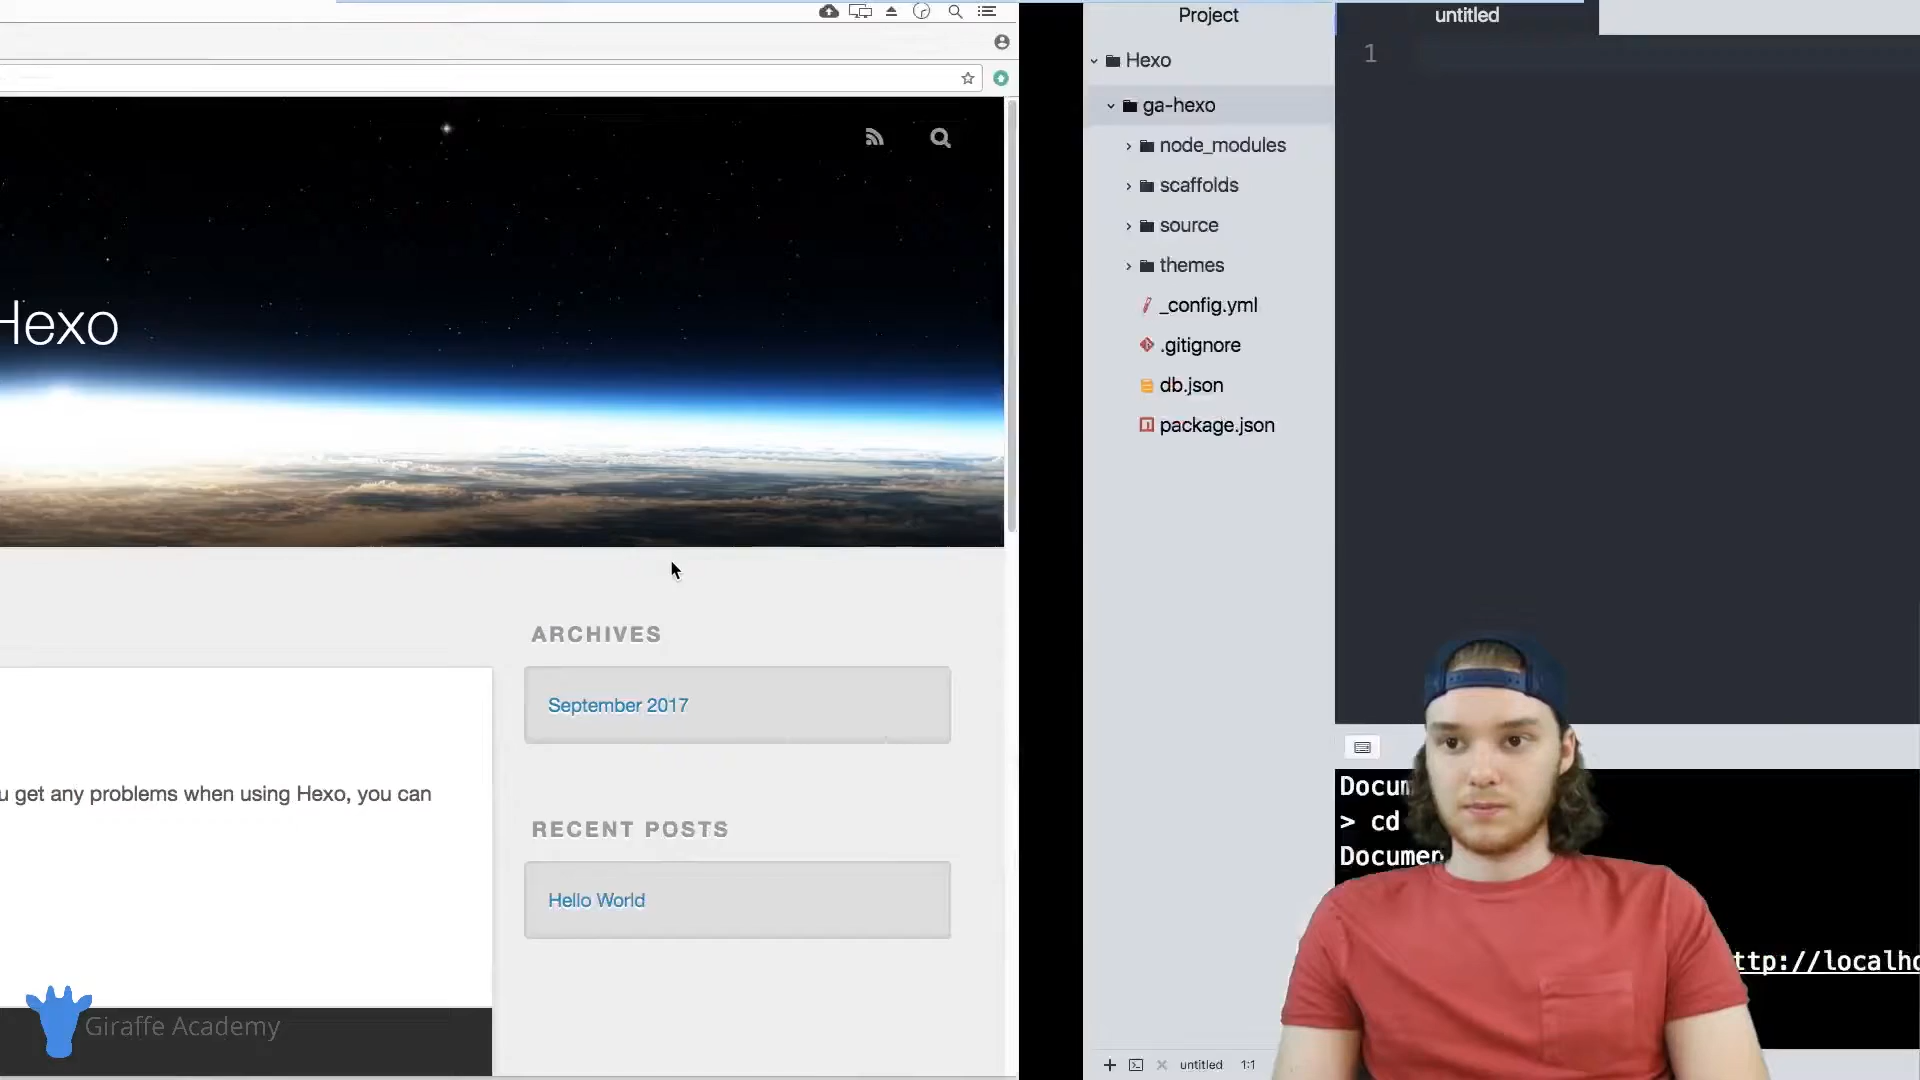 Hexo
u get any problems when using Hexo, you can
ARCHIVES
September 2017
RECENT POSTS
Hello World
Giraffe Academy
Project
Hexo
ga-hexo
node_modules
scaffolds
source
themes
_config.yml
.gitignore
db.json
package.json
untitled
1
> cd
ttp://localho
untitled 1:1